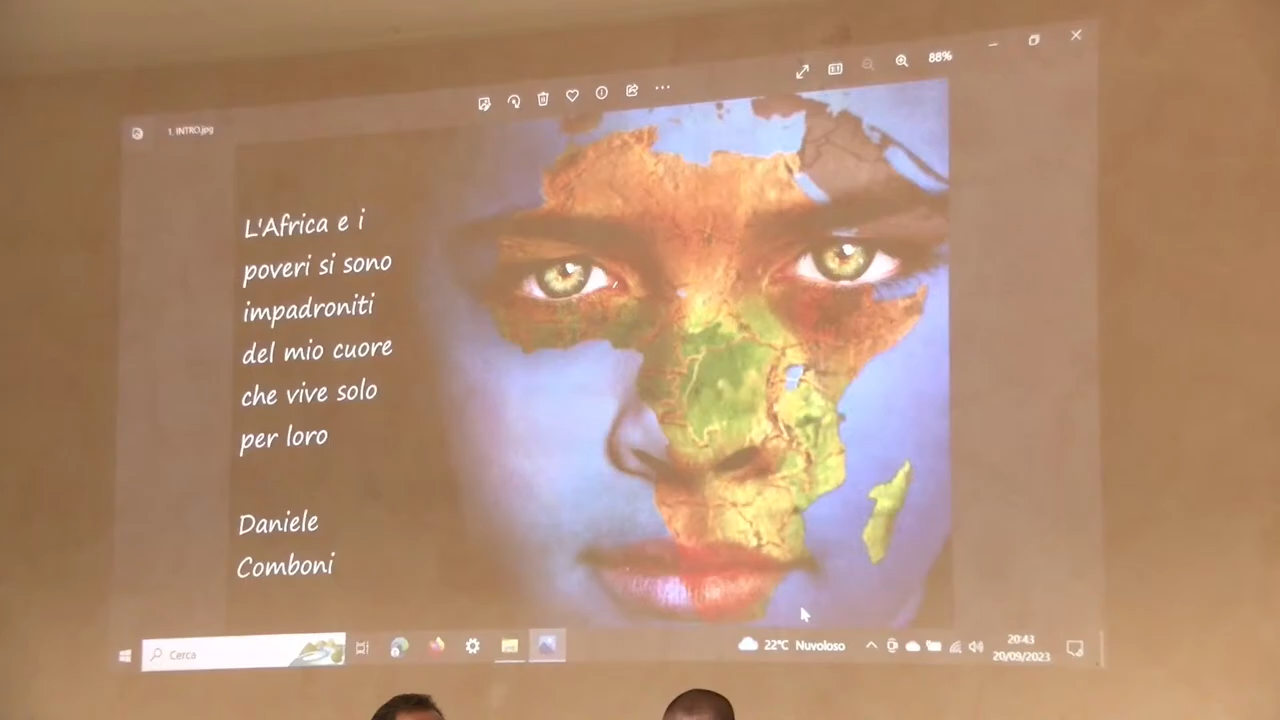 88%
1. INTRO.jpg
L'Africa e i
poveri si sono
impadroniti
del mio cuore
che vive solo
per loro
Daniele
Comboni
Cerca
22°C Nuvoloso
20:43
20/09/2023